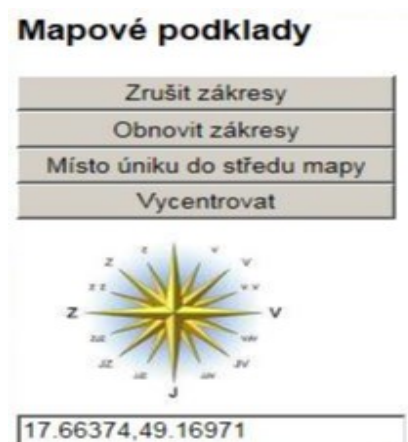 Mapové podklady
Zrušit zákresy
Obnovit zákresy
Místo úniku do středu mapy
Vycentrovat
Z
V
J
17.66374,49.16971